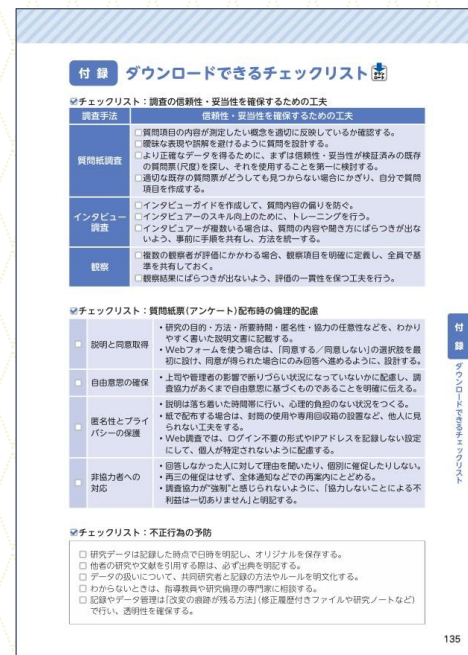 付 録 ダウンロードできるチェックリスト
チェックリスト：調査の信頼性・妥当性を確保するための工夫
調査手法 信頼性・妥当性を確保するための工夫
質問紙調査
□質問項目の内容が測定したい概念を適切に反映しているか確認する。
□曖昧な表現や誤解を避けるように質問を設計する。
□より正確なデータを得るために、まずは信頼性・妥当性が検証済みの既存
の質問票(尺度)を探し、それを使用することを第一に検討する。
□適切な既存の質問票がどうしても見つからない場合にかぎり、自分で質問
項目を作成する。
インタビュー
調査
□インタビューガイドを作成して、質問内容の偏りを防ぐ。
□インタビュアーのスキル向上のために、トレーニングを行う。
□インタビュアーが複数いる場合は、質問の内容や聞き方にばらつきが出な
いよう、事前に手順を共有し、方法を統一する。
観察
□複数の観察者が評価にかかわる場合、観察項目を明確に定義し、全員で基
準を共有しておく。
□観察結果にばらつきが出ないよう、評価の一貫性を保つ工夫を行う。
チェックリスト：質問紙票（アンケート）配布時の倫理的配慮
□ 説明と同意取得
・研究の目的・方法・所要時間・匿名性・協力の任意性などを、わかり
やすく書いた説明文書に記載する。
・Webフォームを使う場合は、「同意する／同意しない」の選択肢を最
初に設け、同意が得られた場合にのみ回答へ進めるように、設計する。
□ 自由意思の確保
・上司や管理者の影響で断りづらい状況になっていないかに配慮し、調
査協力があくまで自由意思に基づくものであることを明確に伝える。
□ 匿名性とプライ
バシーの保護
・説明は落ち着いた時間帯に行い、心理的負担のない状況をつくる。
・紙で配布する場合は、封筒の使用や専用回収箱の設置など、他人に見
られない工夫をする。
・Web調査では、ログイン不要の形式やIPアドレスを記録しない設定
にして、個人が特定されないように配慮する。
□ 非協力者への
対応
・回答しなかった人に対して理由を聞いたり、個別に催促したりしない。
・再三の催促はせず、全体通知などでの再案内にとどめる。
・調査協力が"強制"と感じられないように、「協力しないことによる不
利益は一切ありません」と明記する。
チェックリスト：不正行為の予防
□ 研究データは記録した時点で日時を明記し、オリジナルを保存する。
□ 他者の研究や文献を引用する際は、必ず出典を明記する。
□ データの扱いについて、共同研究者と記録の方法やルールを明文化する。
□ わからないときは、指導教員や研究倫理の専門家に相談する。
□ 記録やデータ管理は「改変の痕跡が残る方法」（修正履歴付きファイルや研究ノートなど）
で行い、透明性を確保する。
付
録
ダウンロードできるチェックリスト
135